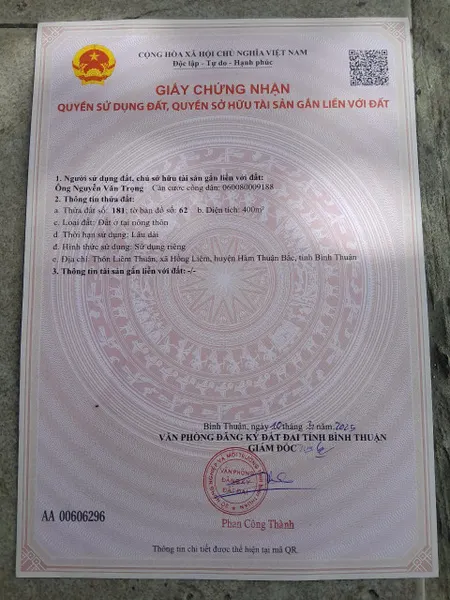 CỘNG HÒA XÃ HỘI CHỦ NGHĨA VIỆT NAM
Độc lập - Tự do - Hạnh phúc
GIẤY CHỨNG NHẬN
QUYỀN SỬ DỤNG ĐẤT, QUYỀN SỞ HỮU TÀI SẢN GẮN LIỀN VỚI ĐẤT
1. Người sử dụng đất, chủ sở hữu tài sản gắn liền với đất:
Ông Nguyễn Văn Trọng Căn cước công dân: 060080009188
2. Thông tin thửa đất:
a. Thửa đất số: 181; tờ bản đồ số: 62 b. Diện tích: 400m²
c. Loại đất: Đất ở tại nông thôn
d. Thời hạn sử dụng: Lâu dài
đ. Hình thức sử dụng: Sử dụng riêng
e. Địa chỉ: Thôn Liêm Thuận, xã Hồng Liêm, huyện Hàm Thuận Bắc, tỉnh Bình Thuận
3. Thông tin tài sản gắn liền với đất: -/-
Bình Thuận, ngày 10 tháng năm 2025
VĂN PHÒNG ĐĂNG KÝ ĐẤT ĐAI TỈNH BÌNH THUẬN
GIÁM ĐỐC
VĂN PHÒNG
ĐĂNG KÝ
ĐẤT ĐAI
AA 00606296
Phan Công Thành
Thông tin chi tiết được thể hiện tại mã QR.